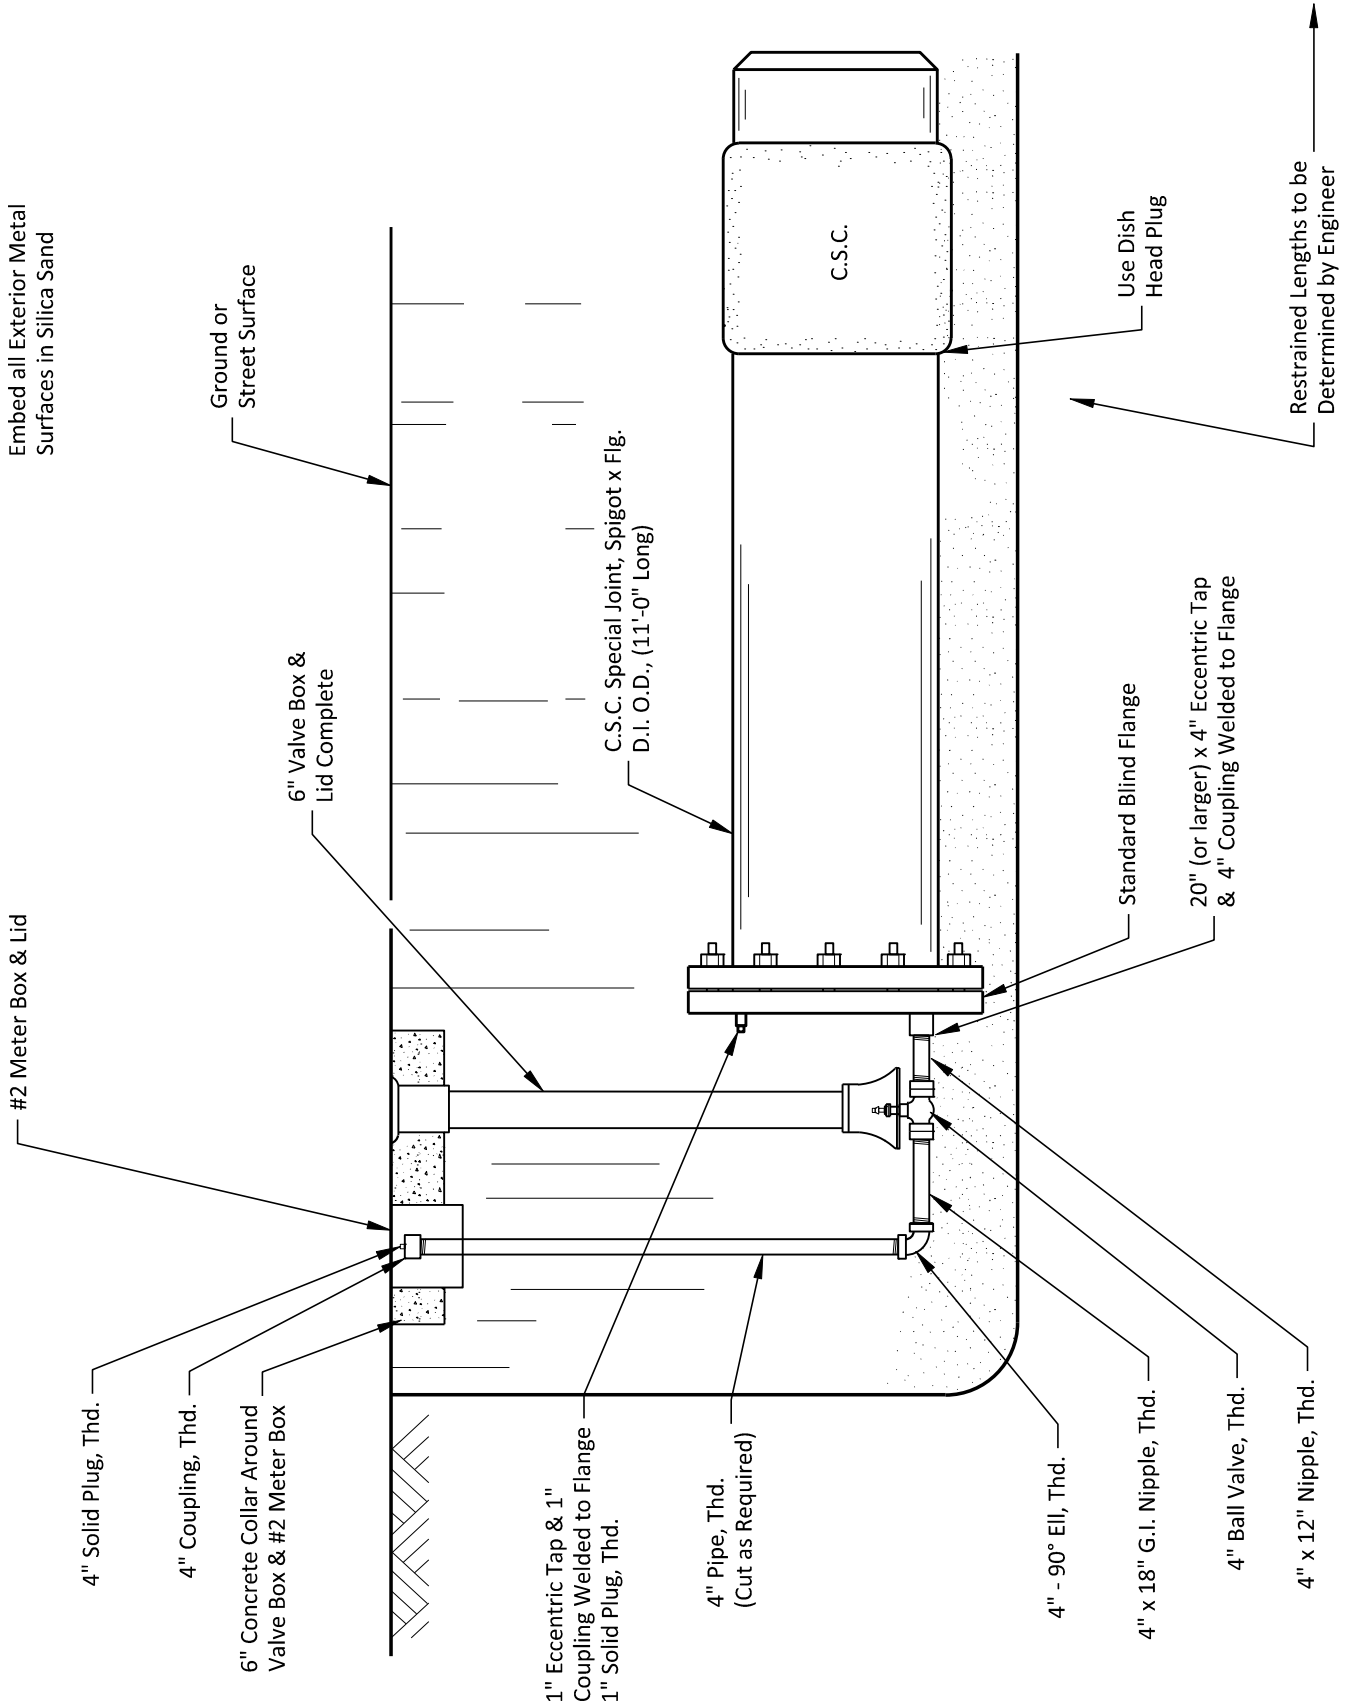 Embed all Exterior Metal
Surfaces in Silica Sand
#2 Meter Box & Lid
Ground or
Street Surface
6" Valve Box &
Lid Complete
4" Solid Plug, Thd.
4" Coupling, Thd.
6" Concrete Collar Around
Valve Box & #2 Meter Box
C.S.C. Special Joint, Spigot x Flg.
D.I. O.D., (11'-0" Long)
1" Eccentric Tap & 1"
Coupling Welded to Flange
1" Solid Plug, Thd.
4" Pipe, Thd.
(Cut as Required)
C.S.C.
4" - 90° Ell, Thd.
4" x 18" G.I. Nipple, Thd.
4" Ball Valve, Thd.
4" x 12" Nipple, Thd.
Standard Blind Flange
20" (or larger) x 4" Eccentric Tap
& 4" Coupling Welded to Flange
Use Dish
Head Plug
Restrained Lengths to be
Determined by Engineer